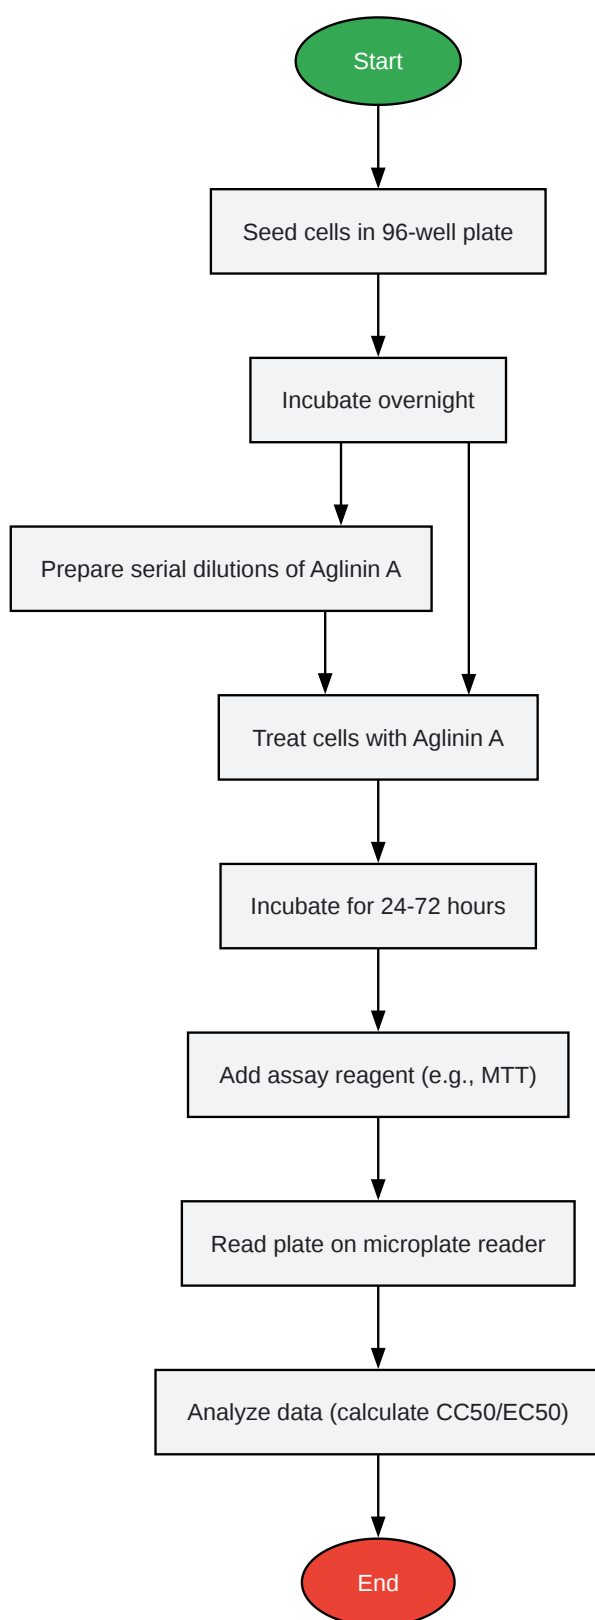 Start
Seed cells in 96-well plate
Incubate overnight
Prepare serial dilutions of Aglinin A
Treat cells with Aglinin A
Incubate for 24-72 hours
Add assay reagent (e.g., MTT)
Read plate on microplate reader
Analyze data (calculate CC50/EC50)
End